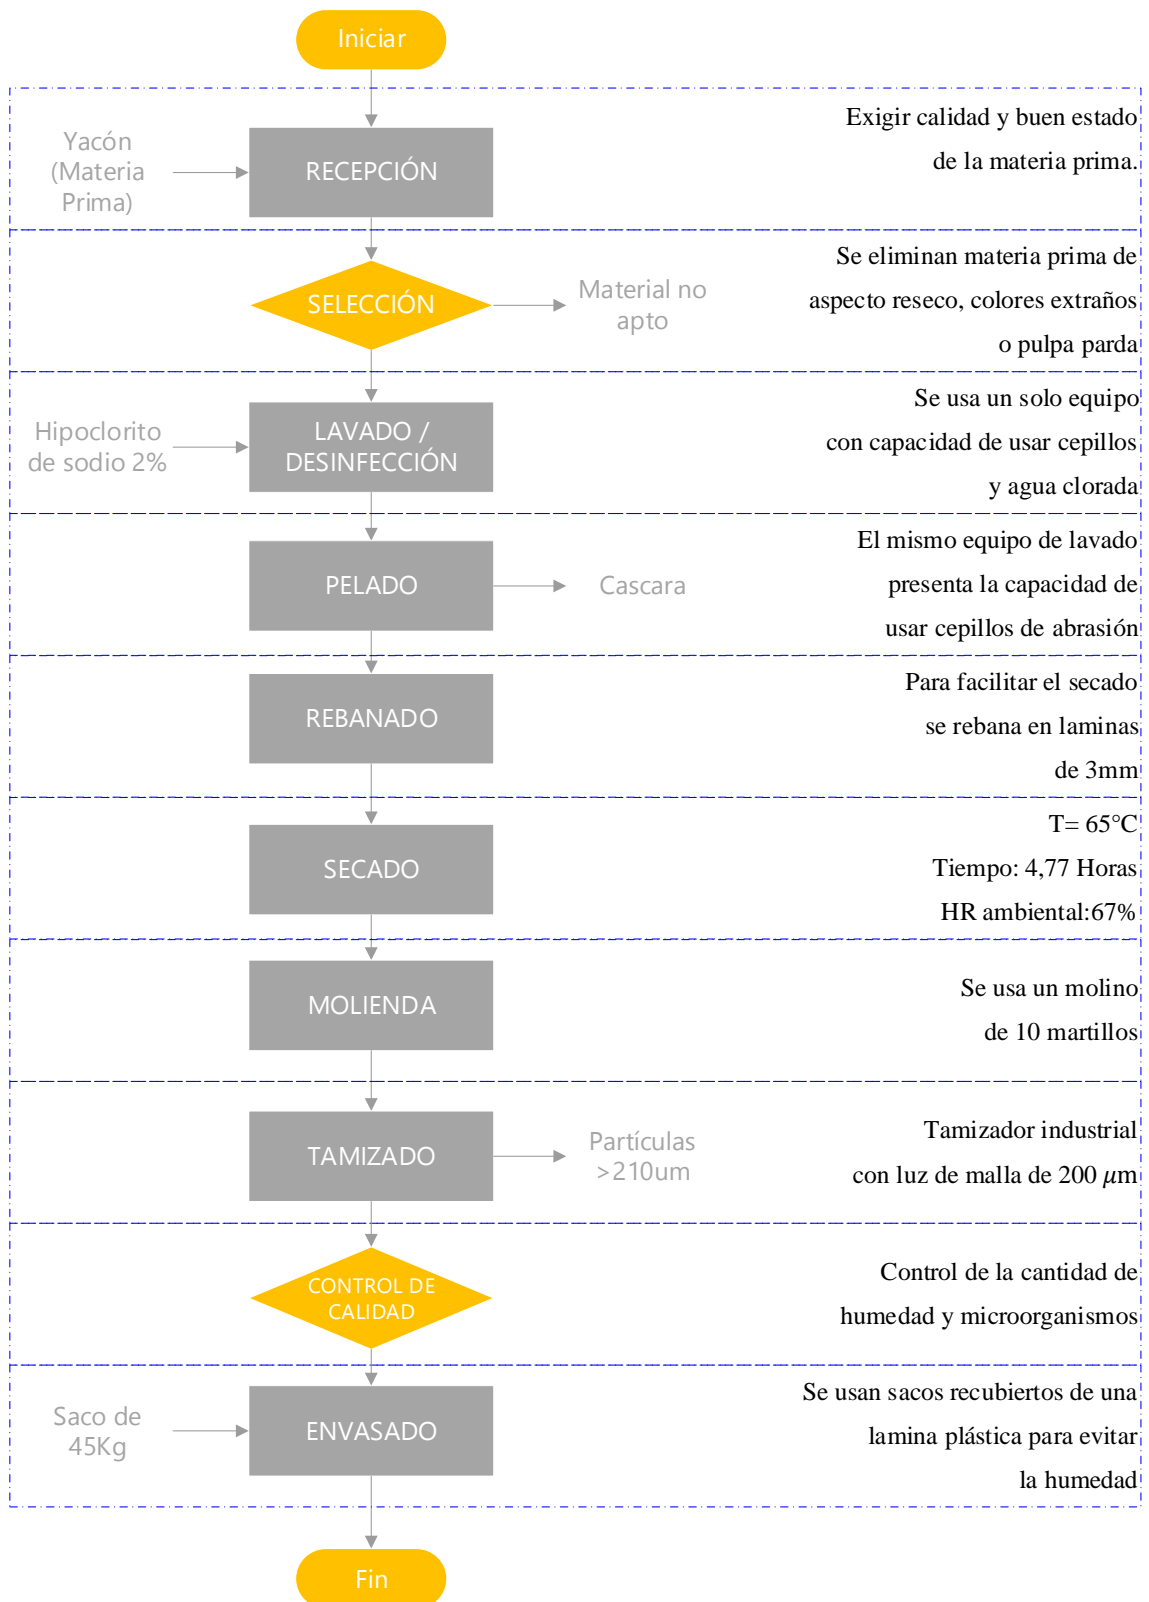 Iniciar
Yacón
(Materia
Prima)
RECEPCIÓN
Exigir calidad y buen estado
de la materia prima.
SELECCIÓN
Material no
apto
Se eliminan materia prima de
aspecto reseco, colores extraños
o pulpa parda
Hipoclorito
de sodio 2%
LAVADO /
DESINFECCIÓN
Se usa un solo equipo
con capacidad de usar cepillos
y agua clorada
PELADO
Cascara
El mismo equipo de lavado
presenta la capacidad de
usar cepillos de abrasión
REBANADO
Para facilitar el secado
se rebana en laminas
de 3mm
SECADO
T= 65°C
Tiempo: 4,77 Horas
HR ambiental:67%
MOLIENDA
Se usa un molino
de 10 martillos
TAMIZADO
Partículas
>210um
Tamizador industrial
con luz de malla de 200 μm
CONTROL DE
CALIDAD
Control de la cantidad de
humedad y microorganismos
Saco de
45Kg
ENVASADO
Se usan sacos recubiertos de una
lamina plástica para evitar
la humedad
Fin